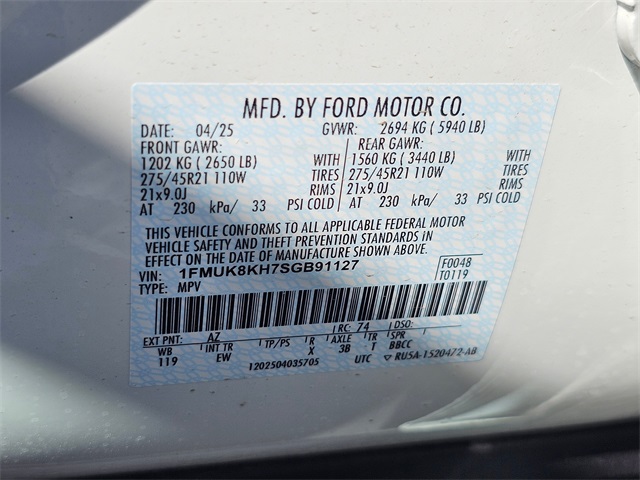 MFD. BY FORD MOTOR CO.
DATE: 04/25 GVWR: 2694 KG ( 5940 LB)
FRONT GAWR: REAR GAWR:
1202 KG ( 2650 LB) WITH 1560 KG ( 3440 LB) WITH
275/45R21 110W TIRES 275/45R21 110W TIRES
21x9.0J RIMS 21x9.0J RIMS
AT 230 kPa/ 33 PSI COLD AT 230 kPa/ 33 PSI COLD
THIS VEHICLE CONFORMS TO ALL APPLICABLE FEDERAL MOTOR
VEHICLE SAFETY AND THEFT PREVENTION STANDARDS IN
EFFECT ON THE DATE OF MANUFACTURE SHOWN ABOVE.
VIN: 1FMUK8KH7SGB91127 F0048
TYPE: MPV T0119
EXT PNT: AZ RC: 74 DSO:
WB INT TR TP/PS R AXLE TR SPRING
119 EW X 3B T BBCC
1202504035705 UTC ▽ RU5A-1520472-AB